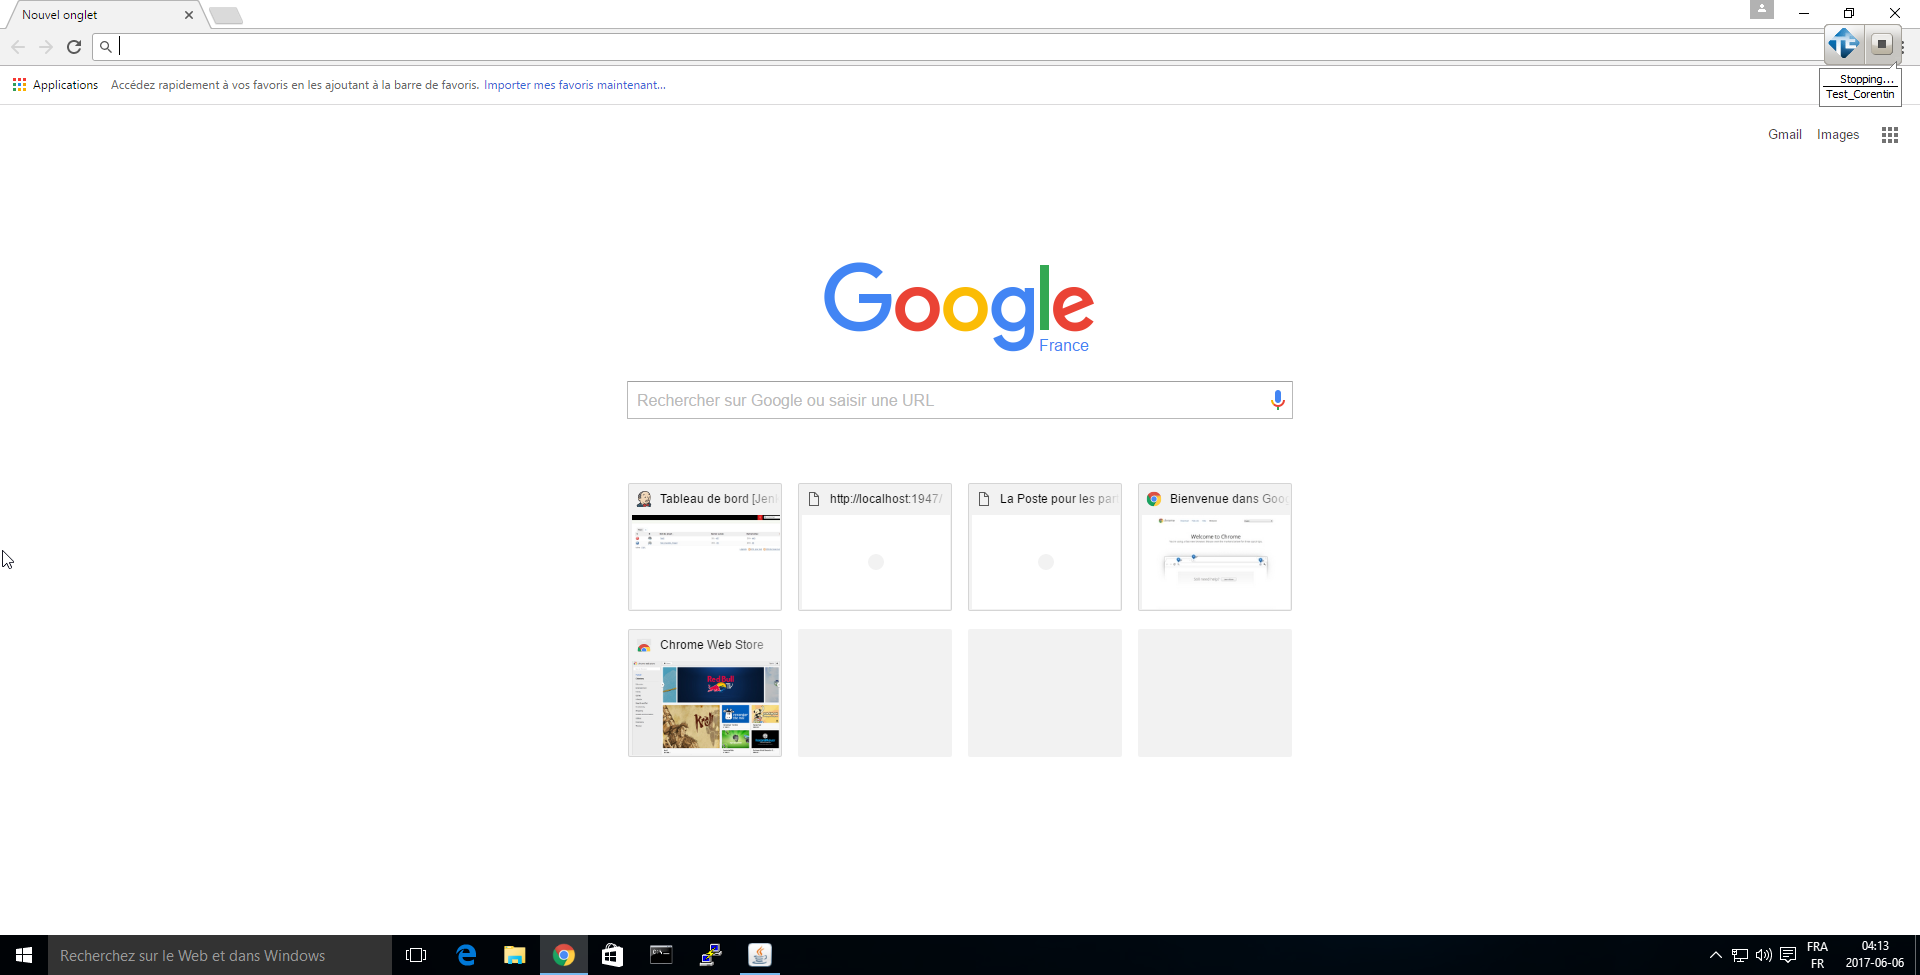 Nouvel onglet
Applications Accédez rapidement à vos favoris en les ajoutant à la barre de favoris. Importer mes favoris maintenant...
Stopping...
Test_Corentin
Gmail Images
Google
France
Rechercher sur Google ou saisir une URL
Tableau de bord [Jen
http://localhost:1947/
La Poste pour les part
Bienvenue dans Goog
Welcome to Chrome
Chrome Web Store
Red Bull
TV
Recherchez sur le Web et dans Windows
FRA
FR
04:13
2017-06-06